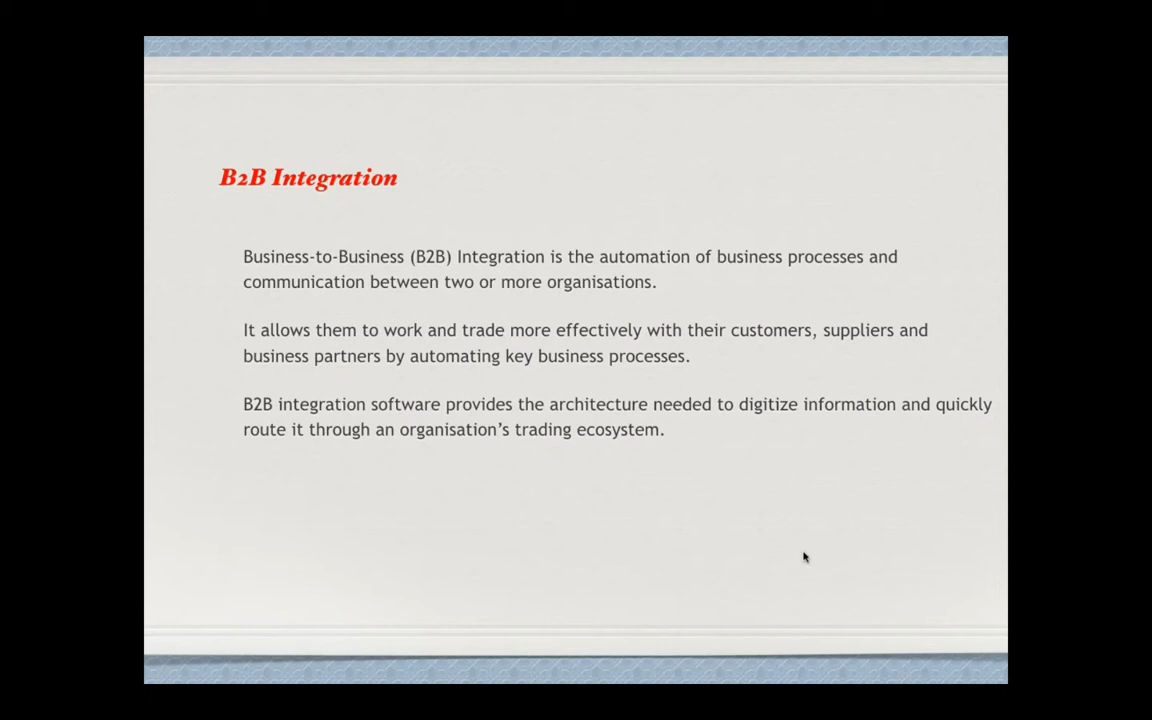 B2B Integration
Business-to-Business (B2B) Integration is the automation of business processes and
communication between two or more organisations.
It allows them to work and trade more effectively with their customers, suppliers and
business partners by automating key business processes.
B2B integration software provides the architecture needed to digitize information and quickly
route it through an organisation’s trading ecosystem.